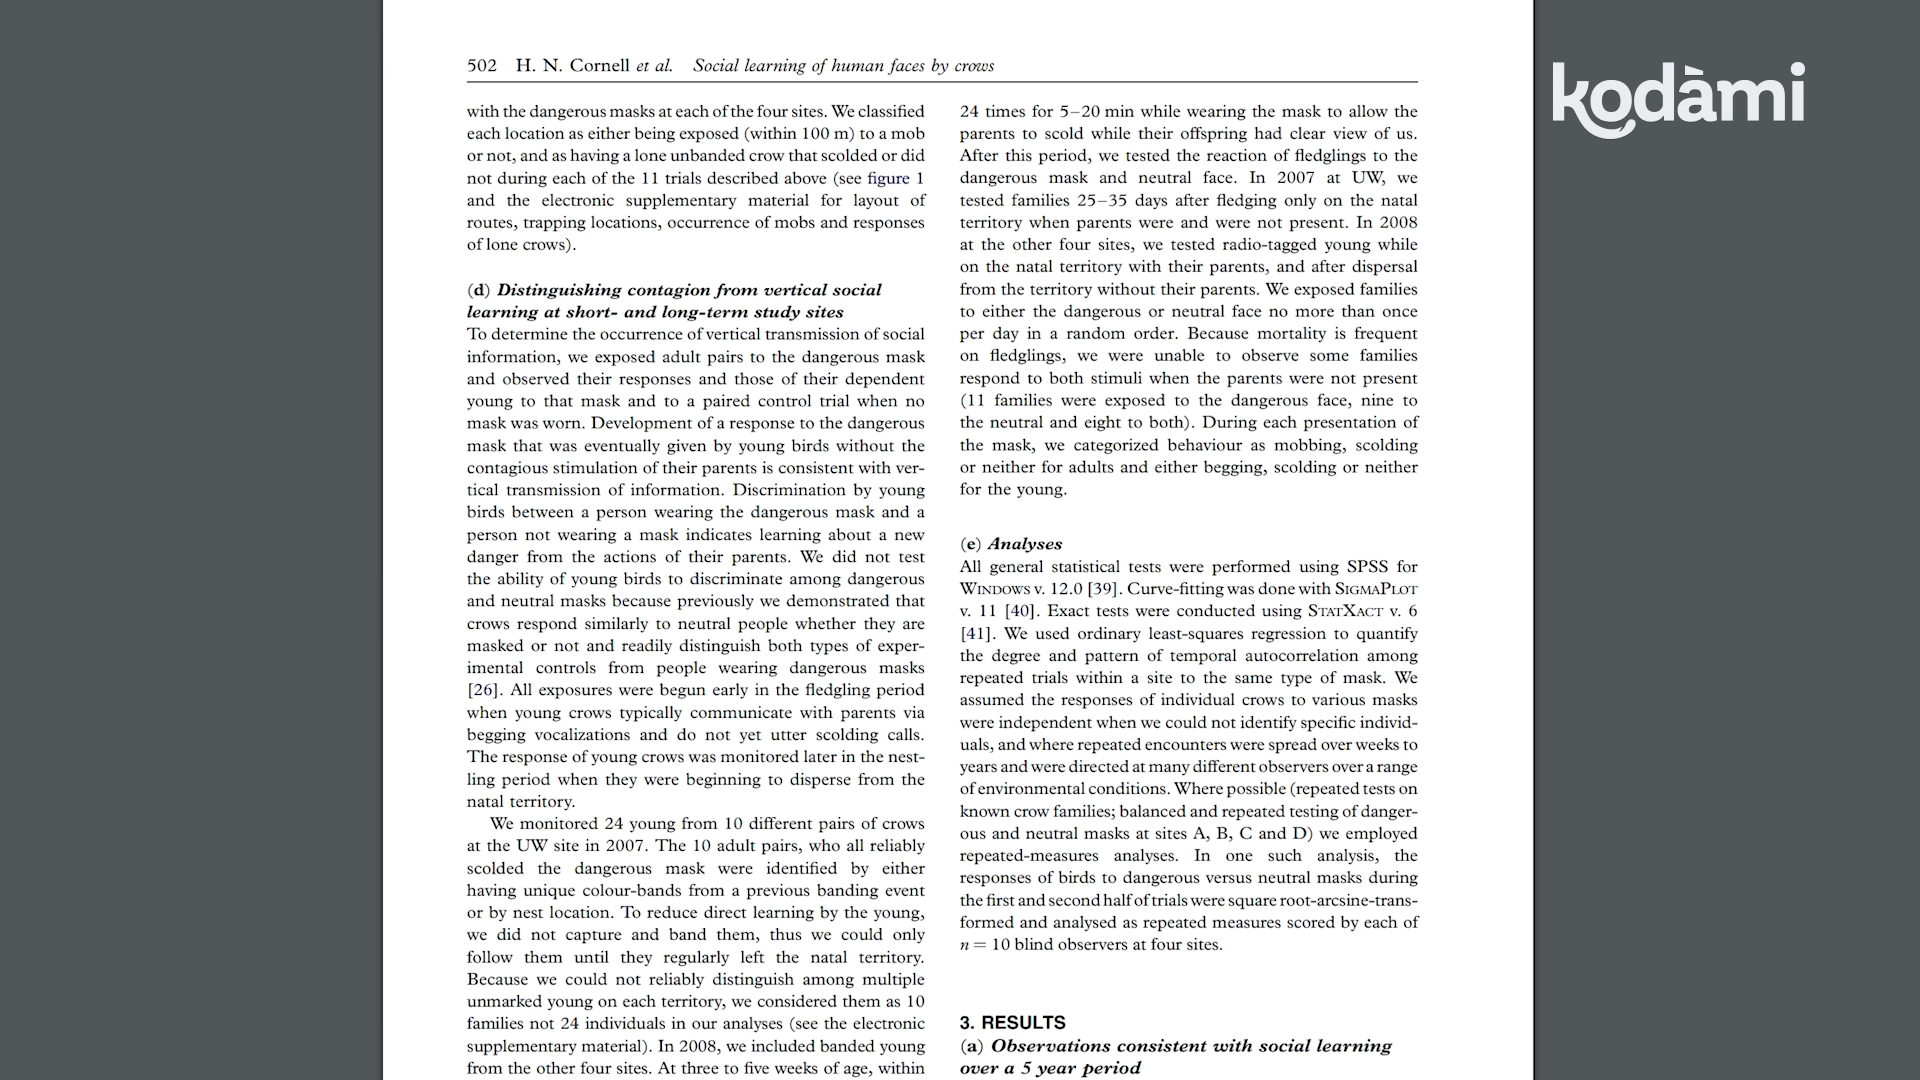 502 H. N. Cornell et al. Social learning of human faces by crows
kodàmi
with the dangerous masks at each of the four sites. We classified
each location as either being exposed (within 100 m) to a mob
or not, and as having a lone unbanded crow that scolded or did
not during each of the 11 trials described above (see figure 1
and the electronic supplementary material for layout of
routes, trapping locations, occurrence of mobs and responses
of lone crows).
(d) Distinguishing contagion from vertical social
learning at short- and long-term study sites
To determine the occurrence of vertical transmission of social
information, we exposed adult pairs to the dangerous mask
and observed their responses and those of their dependent
young to that mask and to a paired control trial when no
mask was worn. Development of a response to the dangerous
mask that was eventually given by young birds without the
contagious stimulation of their parents is consistent with ver-
tical transmission of information. Discrimination by young
birds between a person wearing the dangerous mask and a
person not wearing a mask indicates learning about a new
danger from the actions of their parents. We did not test
the ability of young birds to discriminate among dangerous
and neutral masks because previously we demonstrated that
crows respond similarly to neutral people whether they are
masked or not and readily distinguish both types of exper-
imental controls from people wearing dangerous masks
[26]. All exposures were begun early in the fledgling period
when young crows typically communicate with parents via
begging vocalizations and do not yet utter scolding calls.
The response of young crows was monitored later in the nest-
ling period when they were beginning to disperse from the
natal territory.
We monitored 24 young from 10 different pairs of crows
at the UW site in 2007. The 10 adult pairs, who all reliably
scolded the dangerous mask were identified by either
having unique colour-bands from a previous banding event
or by nest location. To reduce direct learning by the young,
we did not capture and band them, thus we could only
follow them until they regularly left the natal territory.
Because we could not reliably distinguish among multiple
unmarked young on each territory, we considered them as 10
families not 24 individuals in our analyses (see the electronic
supplementary material). In 2008, we included banded young
from the other four sites. At three to five weeks of age, within
24 times for 5–20 min while wearing the mask to allow the
parents to scold while their offspring had clear view of us.
After this period, we tested the reaction of fledglings to the
dangerous mask and neutral face. In 2007 at UW, we
tested families 25–35 days after fledging only on the natal
territory when parents were and were not present. In 2008
at the other four sites, we tested radio-tagged young while
on the natal territory with their parents, and after dispersal
from the territory without their parents. We exposed families
to either the dangerous or neutral face no more than once
per day in a random order. Because mortality is frequent
on fledglings, we were unable to observe some families
respond to both stimuli when the parents were not present
(11 families were exposed to the dangerous face, nine to
the neutral and eight to both). During each presentation of
the mask, we categorized behaviour as mobbing, scolding
or neither for adults and either begging, scolding or neither
for the young.
(e) Analyses
All general statistical tests were performed using SPSS for
WINDOWS v. 12.0 [39]. Curve-fitting was done with SIGMAPLOT
v. 11 [40]. Exact tests were conducted using STATXACT v. 6
[41]. We used ordinary least-squares regression to quantify
the degree and pattern of temporal autocorrelation among
repeated trials within a site to the same type of mask. We
assumed the responses of individual crows to various masks
were independent when we could not identify specific individ-
uals, and where repeated encounters were spread over weeks to
years and were directed at many different observers over a range
of environmental conditions. Where possible (repeated tests on
known crow families; balanced and repeated testing of danger-
ous and neutral masks at sites A, B, C and D) we employed
repeated-measures analyses. In one such analysis, the
responses of birds to dangerous versus neutral masks during
the first and second half of trials were square root-arcsine-trans-
formed and analysed as repeated measures scored by each of
n = 10 blind observers at four sites.
3. RESULTS
(a) Observations consistent with social learning
over a 5 year period